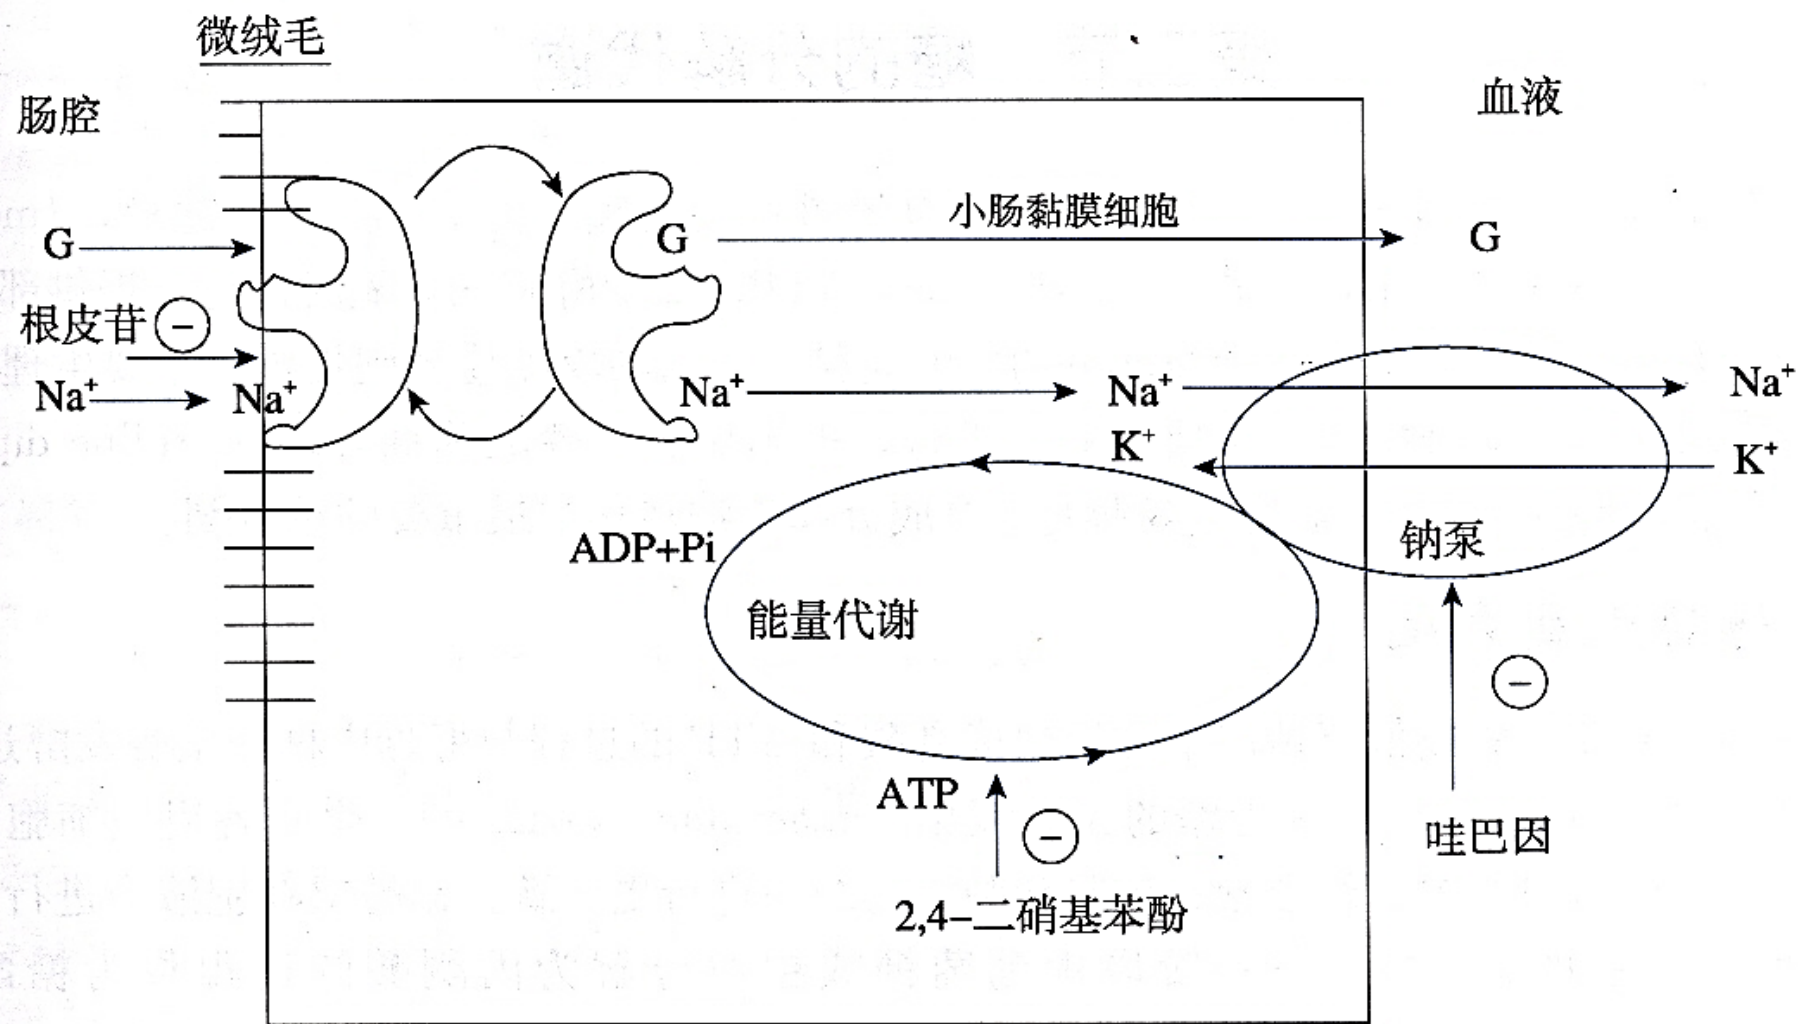 微绒毛
肠腔
血液
小肠黏膜细胞
G
G
G
根皮苷 −
Na⁺
Na⁺
Na⁺
Na⁺
Na⁺
K⁺
K⁺
ADP+Pi
钠泵
能量代谢
−
ATP
−
哇巴因
2,4−二硝基苯酚